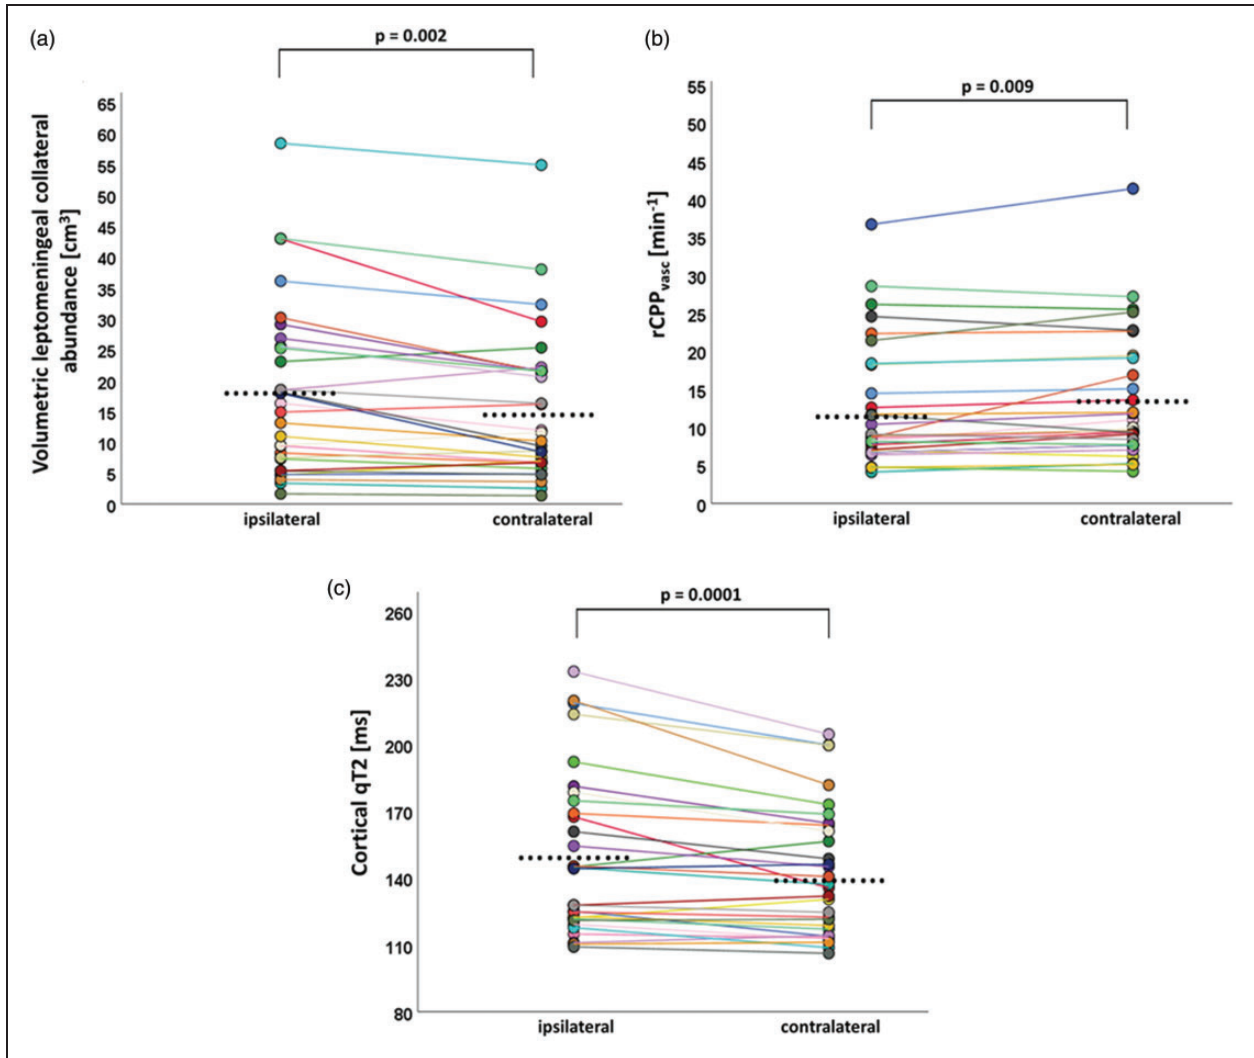 (a)
p = 0.002
Volumetric leptomeningeal collateral
abundance [cm³]
65
60
55
50
45
40
35
30
25
20
15
10
5
0
ipsilateral
contralateral
(b)
p = 0.009
rCPPvasc [min⁻¹]
55
50
45
40
35
30
25
20
15
10
5
0
ipsilateral
contralateral
(c)
p = 0.0001
Cortical qT2 [ms]
260
230
200
170
140
110
80
ipsilateral
contralateral